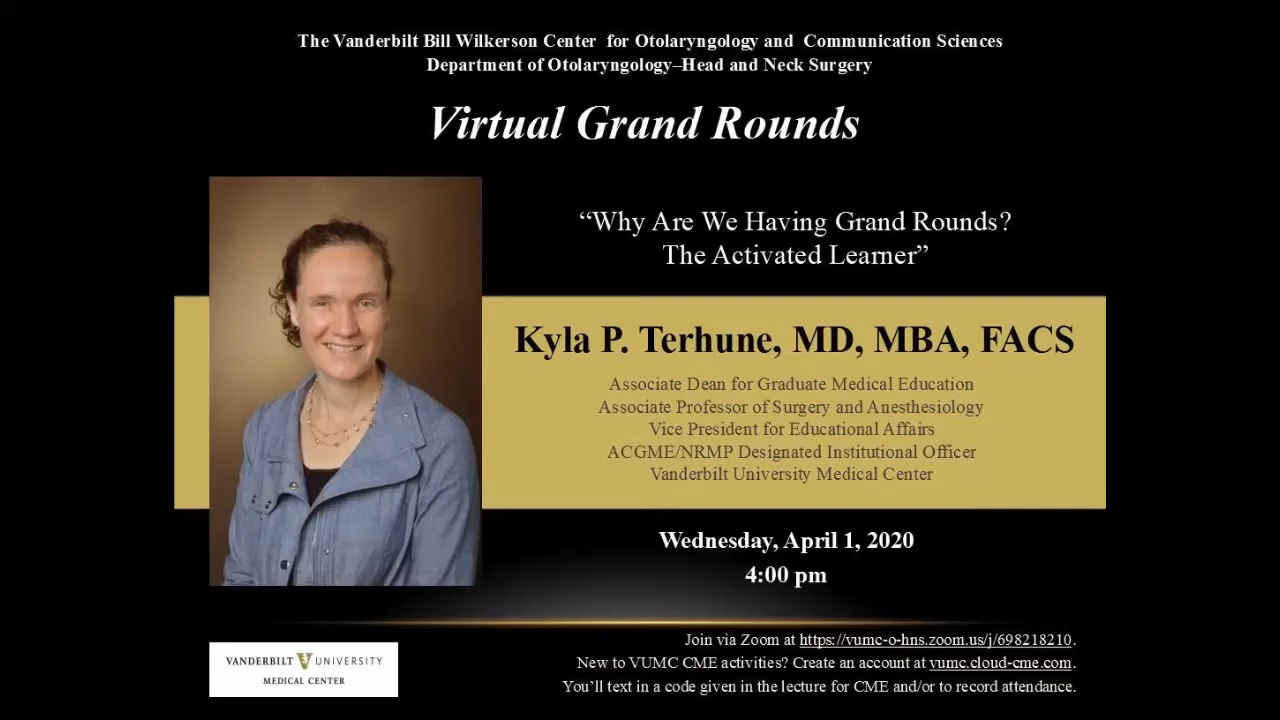 The Vanderbilt Bill Wilkerson Center for Otolaryngology and Communication Sciences
Department of Otolaryngology–Head and Neck Surgery
Virtual Grand Rounds
“Why Are We Having Grand Rounds?
The Activated Learner”
Kyla P. Terhune, MD, MBA, FACS
Associate Dean for Graduate Medical Education
Associate Professor of Surgery and Anesthesiology
Vice President for Educational Affairs
ACGME/NRMP Designated Institutional Officer
Vanderbilt University Medical Center
Wednesday, April 1, 2020
4:00 pm
Join via Zoom at https://vumc-o-hns.zoom.us/j/698218210.
New to VUMC CME activities? Create an account at vumc.cloud-cme.com.
You’ll text in a code given in the lecture for CME and/or to record attendance.
VANDERBILT UNIVERSITY
MEDICAL CENTER